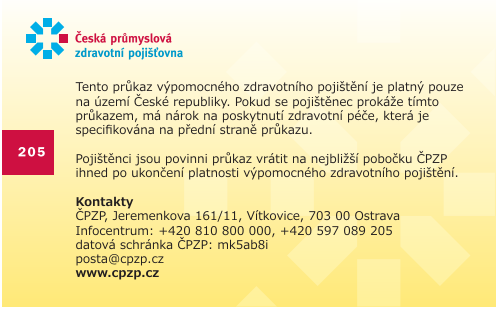 Česká průmyslová
zdravotní pojišťovna
Tento průkaz výpomocného zdravotního pojištění je platný pouze
na území České republiky. Pokud se pojištěnec prokáže tímto
průkazem, má nárok na poskytnutí zdravotní péče, která je
specifikována na přední straně průkazu.
205
Pojištěnci jsou povinni průkaz vrátit na nejbližší pobočku ČPZP
ihned po ukončení platnosti výpomocného zdravotního pojištění.
Kontakty
ČPZP, Jeremenkova 161/11, Vítkovice, 703 00 Ostrava
Infocentrum: +420 810 800 000, +420 597 089 205
datová schránka ČPZP: mk5ab8i
posta@cpzp.cz
www.cpzp.cz